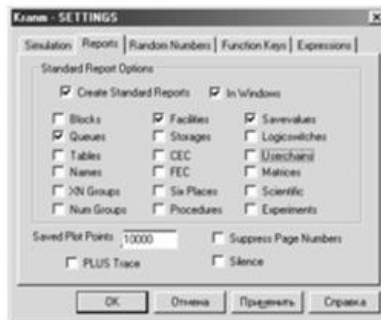 Kranm - SETTINGS
Simulation Reports Random Numbers Function Keys Expressions
Standard Report Options
Create Standard Reports In Windows
Blocks Facilities Savevalues
Queues Storages Logicswitches
Tables CEC Userchains
Names FEC Matrices
XN Groups Six Places Scientific
Num Groups Procedures Experiments
Saved Plot Points 10000 Suppress Page Numbers
PLUS Trace Silence
OK Отмена Применить Справка